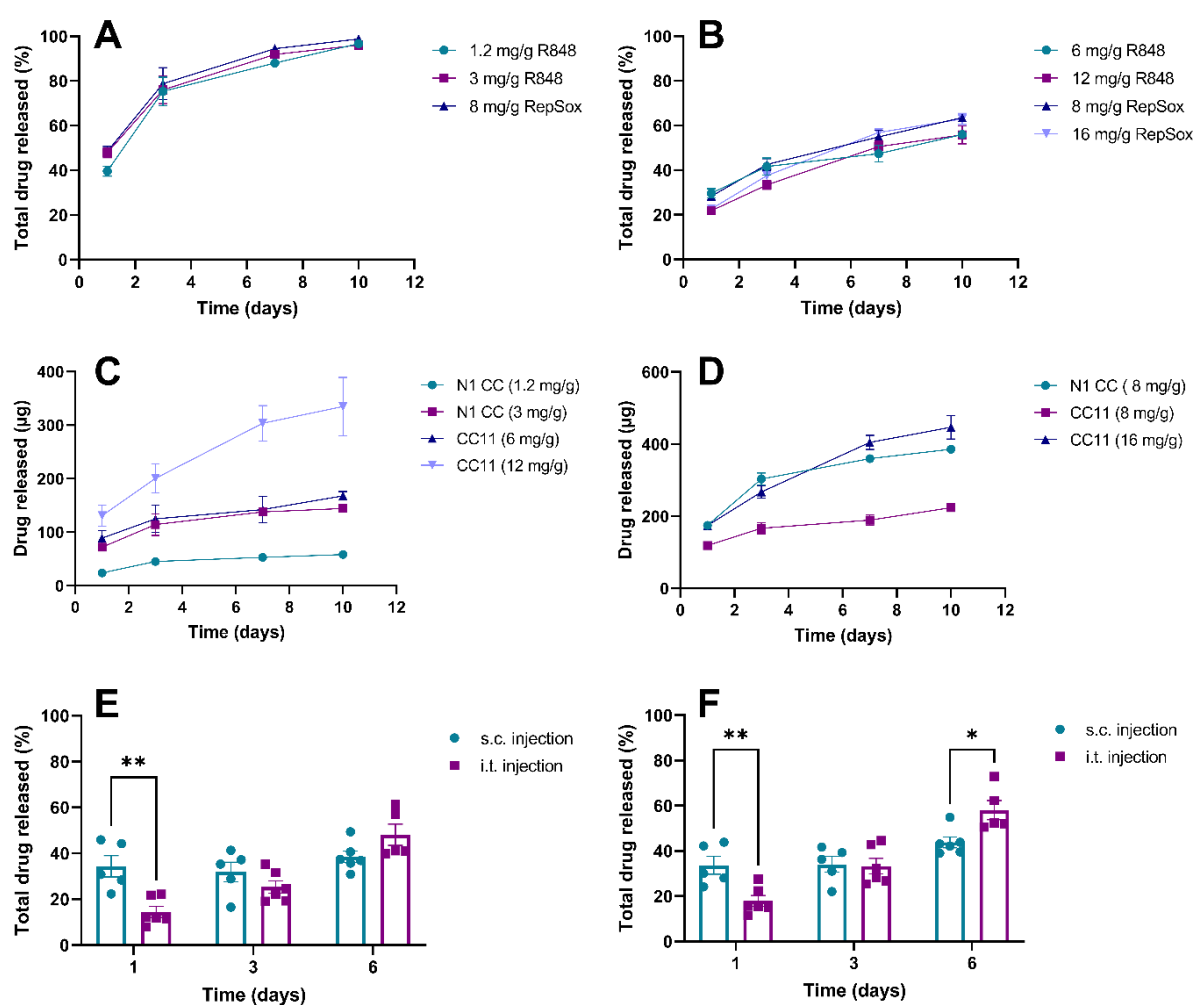 A
Total drug released (%)
100
80
60
40
20
0
0 2 4 6 8 10 12
Time (days)
1.2 mg/g R848
3 mg/g R848
8 mg/g RepSox
B
Total drug released (%)
100
80
60
40
20
0
0 2 4 6 8 10 12
Time (days)
6 mg/g R848
12 mg/g R848
8 mg/g RepSox
16 mg/g RepSox
C
Drug released (µg)
400
300
200
100
0
0 2 4 6 8 10 12
Time (days)
N1 CC (1.2 mg/g)
N1 CC (3 mg/g)
CC11 (6 mg/g)
CC11 (12 mg/g)
D
Drug released (µg)
600
400
200
0
0 2 4 6 8 10 12
Time (days)
N1 CC ( 8 mg/g)
CC11 (8 mg/g)
CC11 (16 mg/g)
E
Total drug released (%)
100
80
60
40
20
0
**
1 3 6
Time (days)
s.c. injection
i.t. injection
F
Total drug released (%)
100
80
60
40
20
0
**
*
1 3 6
Time (days)
s.c. injection
i.t. injection